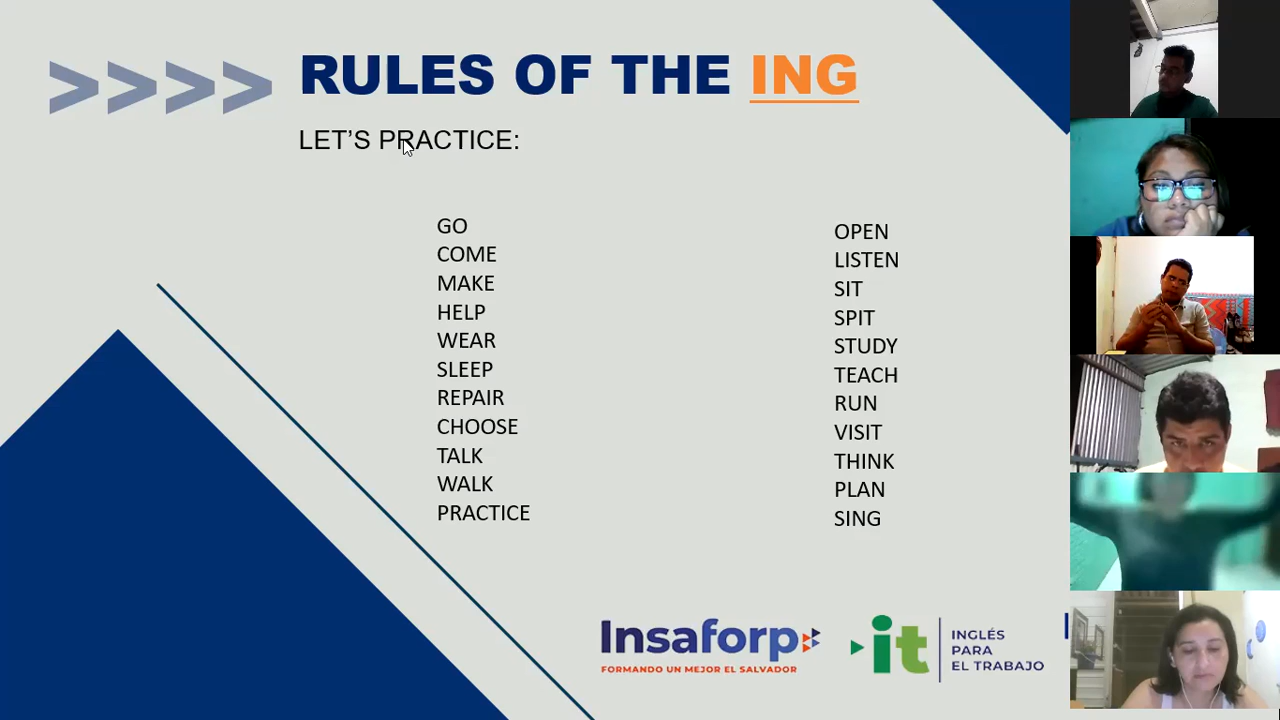 >>>> RULES OF THE ING
LET'S PRACTICE:
GO
COME
MAKE
HELP
WEAR
SLEEP
REPAIR
CHOOSE
TALK
WALK
PRACTICE
OPEN
LISTEN
SIT
SPIT
STUDY
TEACH
RUN
VISIT
THINK
PLAN
SING
Insaforp
FORMANDO UN MEJOR EL SALVADOR
it
INGLÉS
PARA
EL TRABAJO